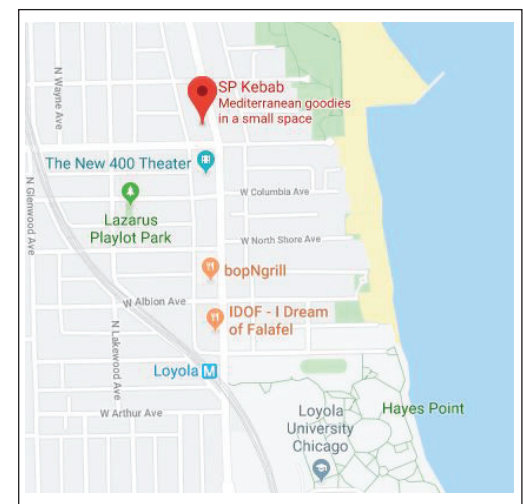 N Wayne Ave
SP Kebab
Mediterranean goodies
in a small space
The New 400 Theater
N Glenwood Ave
W Columbia Ave
Lazarus
Playlot Park
W North Shore Ave
bopNgrill
W Albion Ave
IDOF - I Dream
of Falafel
N Lakewood Ave
Loyola M
W Arthur Ave
Loyola
University
Chicago
Hayes Point